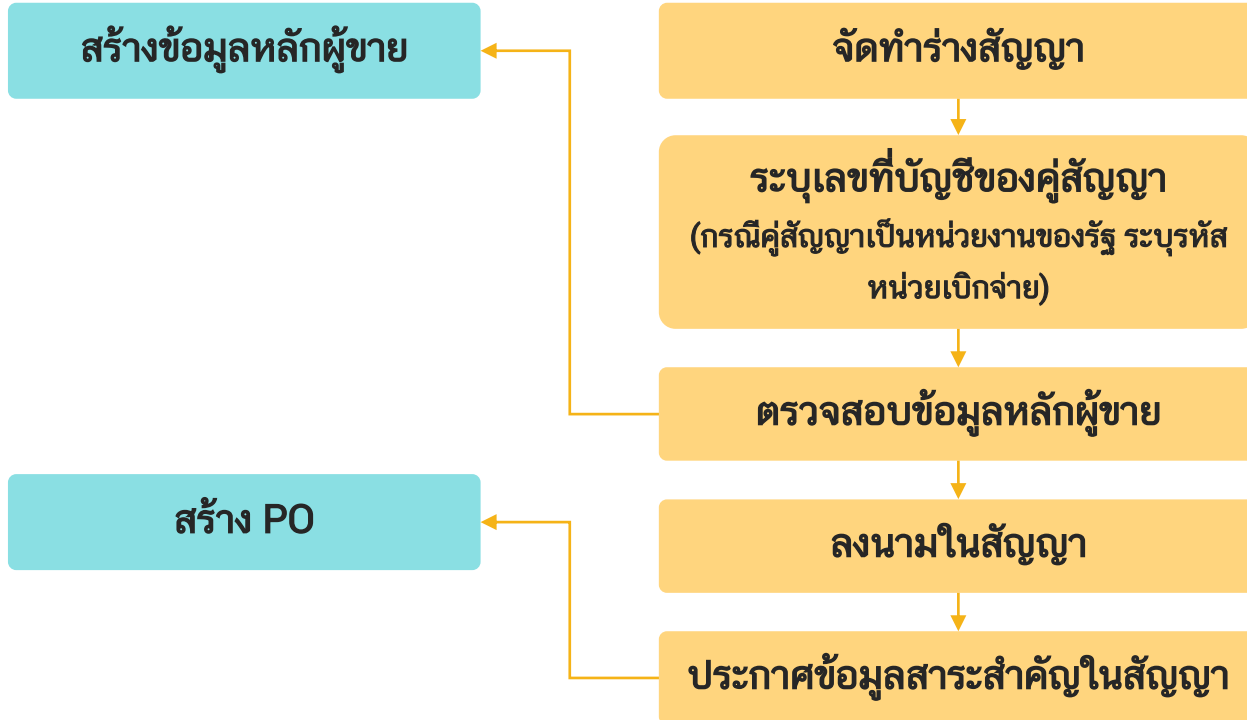 สร้างข้อมูลหลักผู้ขาย
จัดทำร่างสัญญา
ระบุเลขที่บัญชีของคู่สัญญา
(กรณีคู่สัญญาเป็นหน่วยงานของรัฐ ระบุรหัส
หน่วยเบิกจ่าย)
ตรวจสอบข้อมูลหลักผู้ขาย
สร้าง PO
ลงนามในสัญญา
ประกาศข้อมูลสาระสำคัญในสัญญา